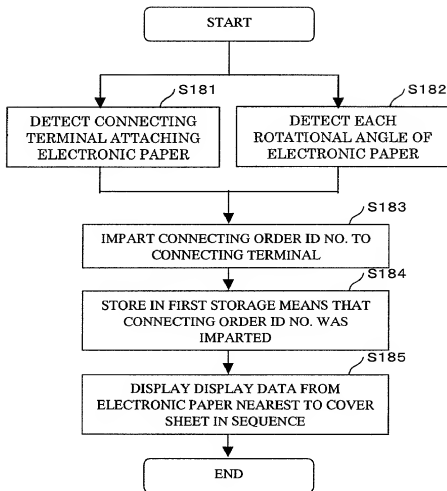 START
S181
S182
DETECT CONNECTING
TERMINAL ATTACHING
ELECTRONIC PAPER
DETECT EACH
ROTATIONAL ANGLE OF
ELECTRONIC PAPER
S183
IMPART CONNECTING ORDER ID NO. TO
CONNECTING TERMINAL
S184
STORE IN FIRST STORAGE MEANS THAT
CONNECTING ORDER ID NO. WAS
IMPARTED
S185
DISPLAY DISPLAY DATA FROM
ELECTRONIC PAPER NEAREST TO COVER
SHEET IN SEQUENCE
END